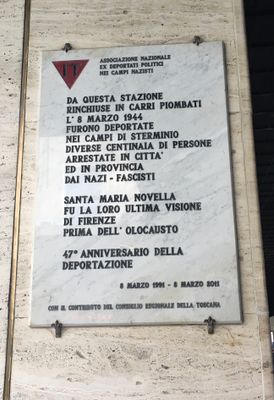 IT
ASSOCIAZIONE NAZIONALE
EX DEPORTATI POLITICI
NEI CAMPI NAZISTI
DA QUESTA STAZIONE
RINCHIUSE IN CARRI PIOMBATI
L'8 MARZO 1944
FURONO DEPORTATE
NEI CAMPI DI STERMINIO
DIVERSE CENTINAIA DI PERSONE
ARRESTATE IN CITTA'
ED IN PROVINCIA
DAI NAZI-FASCISTI
SANTA MARIA NOVELLA
FU LA LORO ULTIMA VISIONE
DI FIRENZE
PRIMA DELL'OLOCAUSTO
47° ANNIVERSARIO DELLA
DEPORTAZIONE
8 MARZO 1991 - 8 MARZO 2011
CON IL CONTRIBUTO DEL CONSIGLIO REGIONALE DELLA TOSCANA